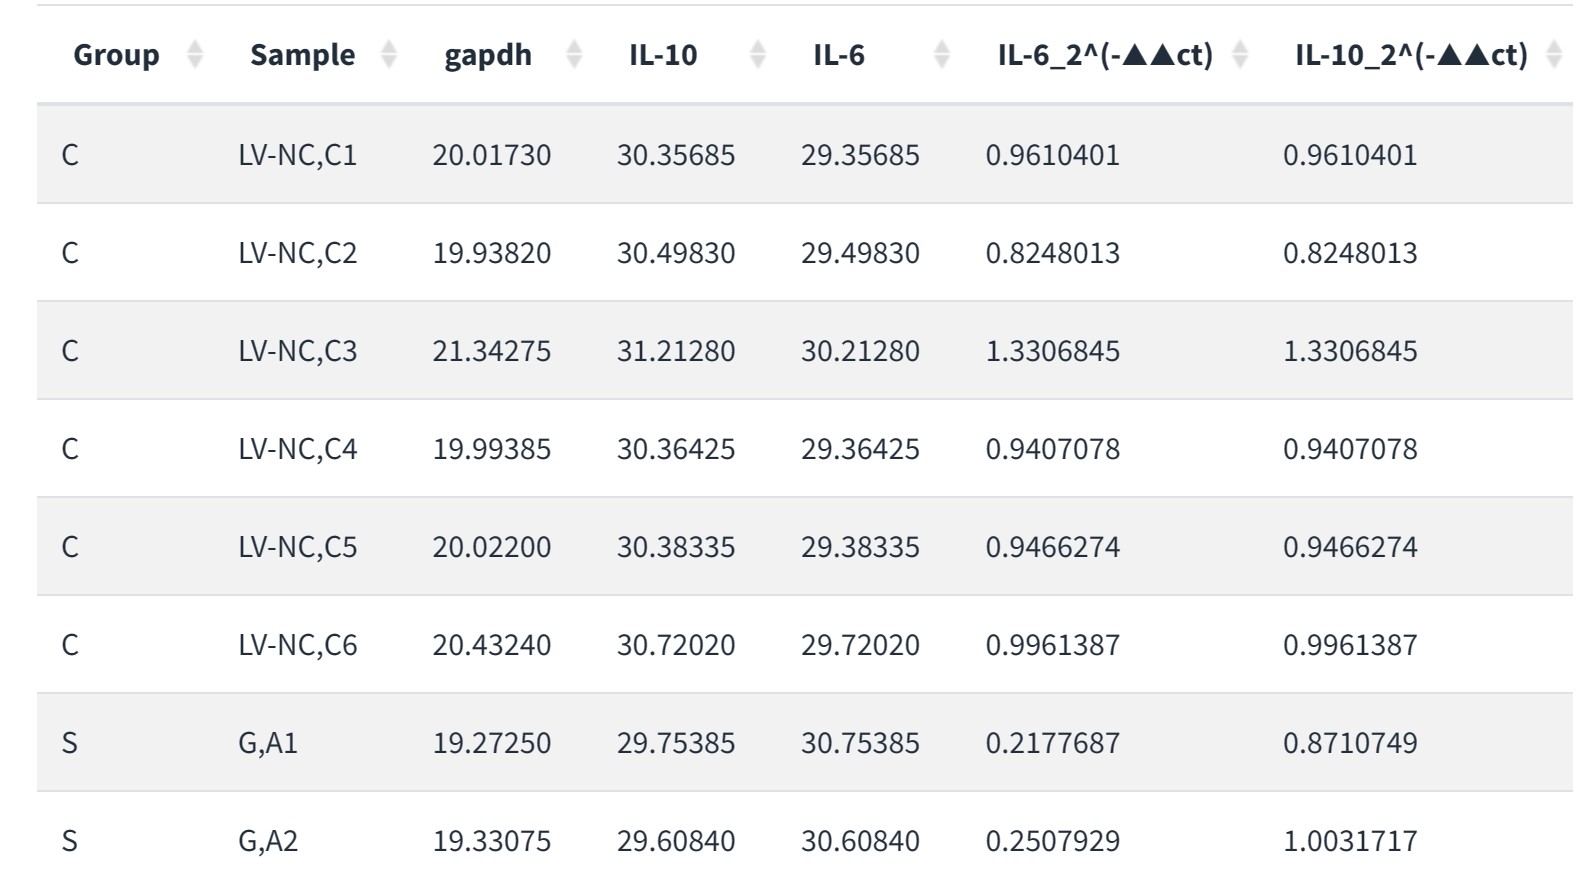 Group Sample gapdh IL-10 IL-6 IL-6_2^(-▲▲ct) IL-10_2^(-▲▲ct)
C LV-NC,C1 20.01730 30.35685 29.35685 0.9610401 0.9610401
C LV-NC,C2 19.93820 30.49830 29.49830 0.8248013 0.8248013
C LV-NC,C3 21.34275 31.21280 30.21280 1.3306845 1.3306845
C LV-NC,C4 19.99385 30.36425 29.36425 0.9407078 0.9407078
C LV-NC,C5 20.02200 30.38335 29.38335 0.9466274 0.9466274
C LV-NC,C6 20.43240 30.72020 29.72020 0.9961387 0.9961387
S G,A1 19.27250 29.75385 30.75385 0.2177687 0.8710749
S G,A2 19.33075 29.60840 30.60840 0.2507929 1.0031717